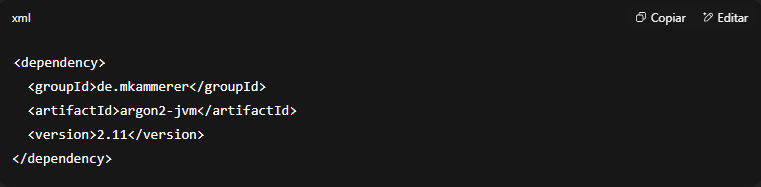 xml Copiar Editar
<dependency>
  <groupId>de.mkammerer</groupId>
  <artifactId>argon2-jvm</artifactId>
  <version>2.11</version>
</dependency>